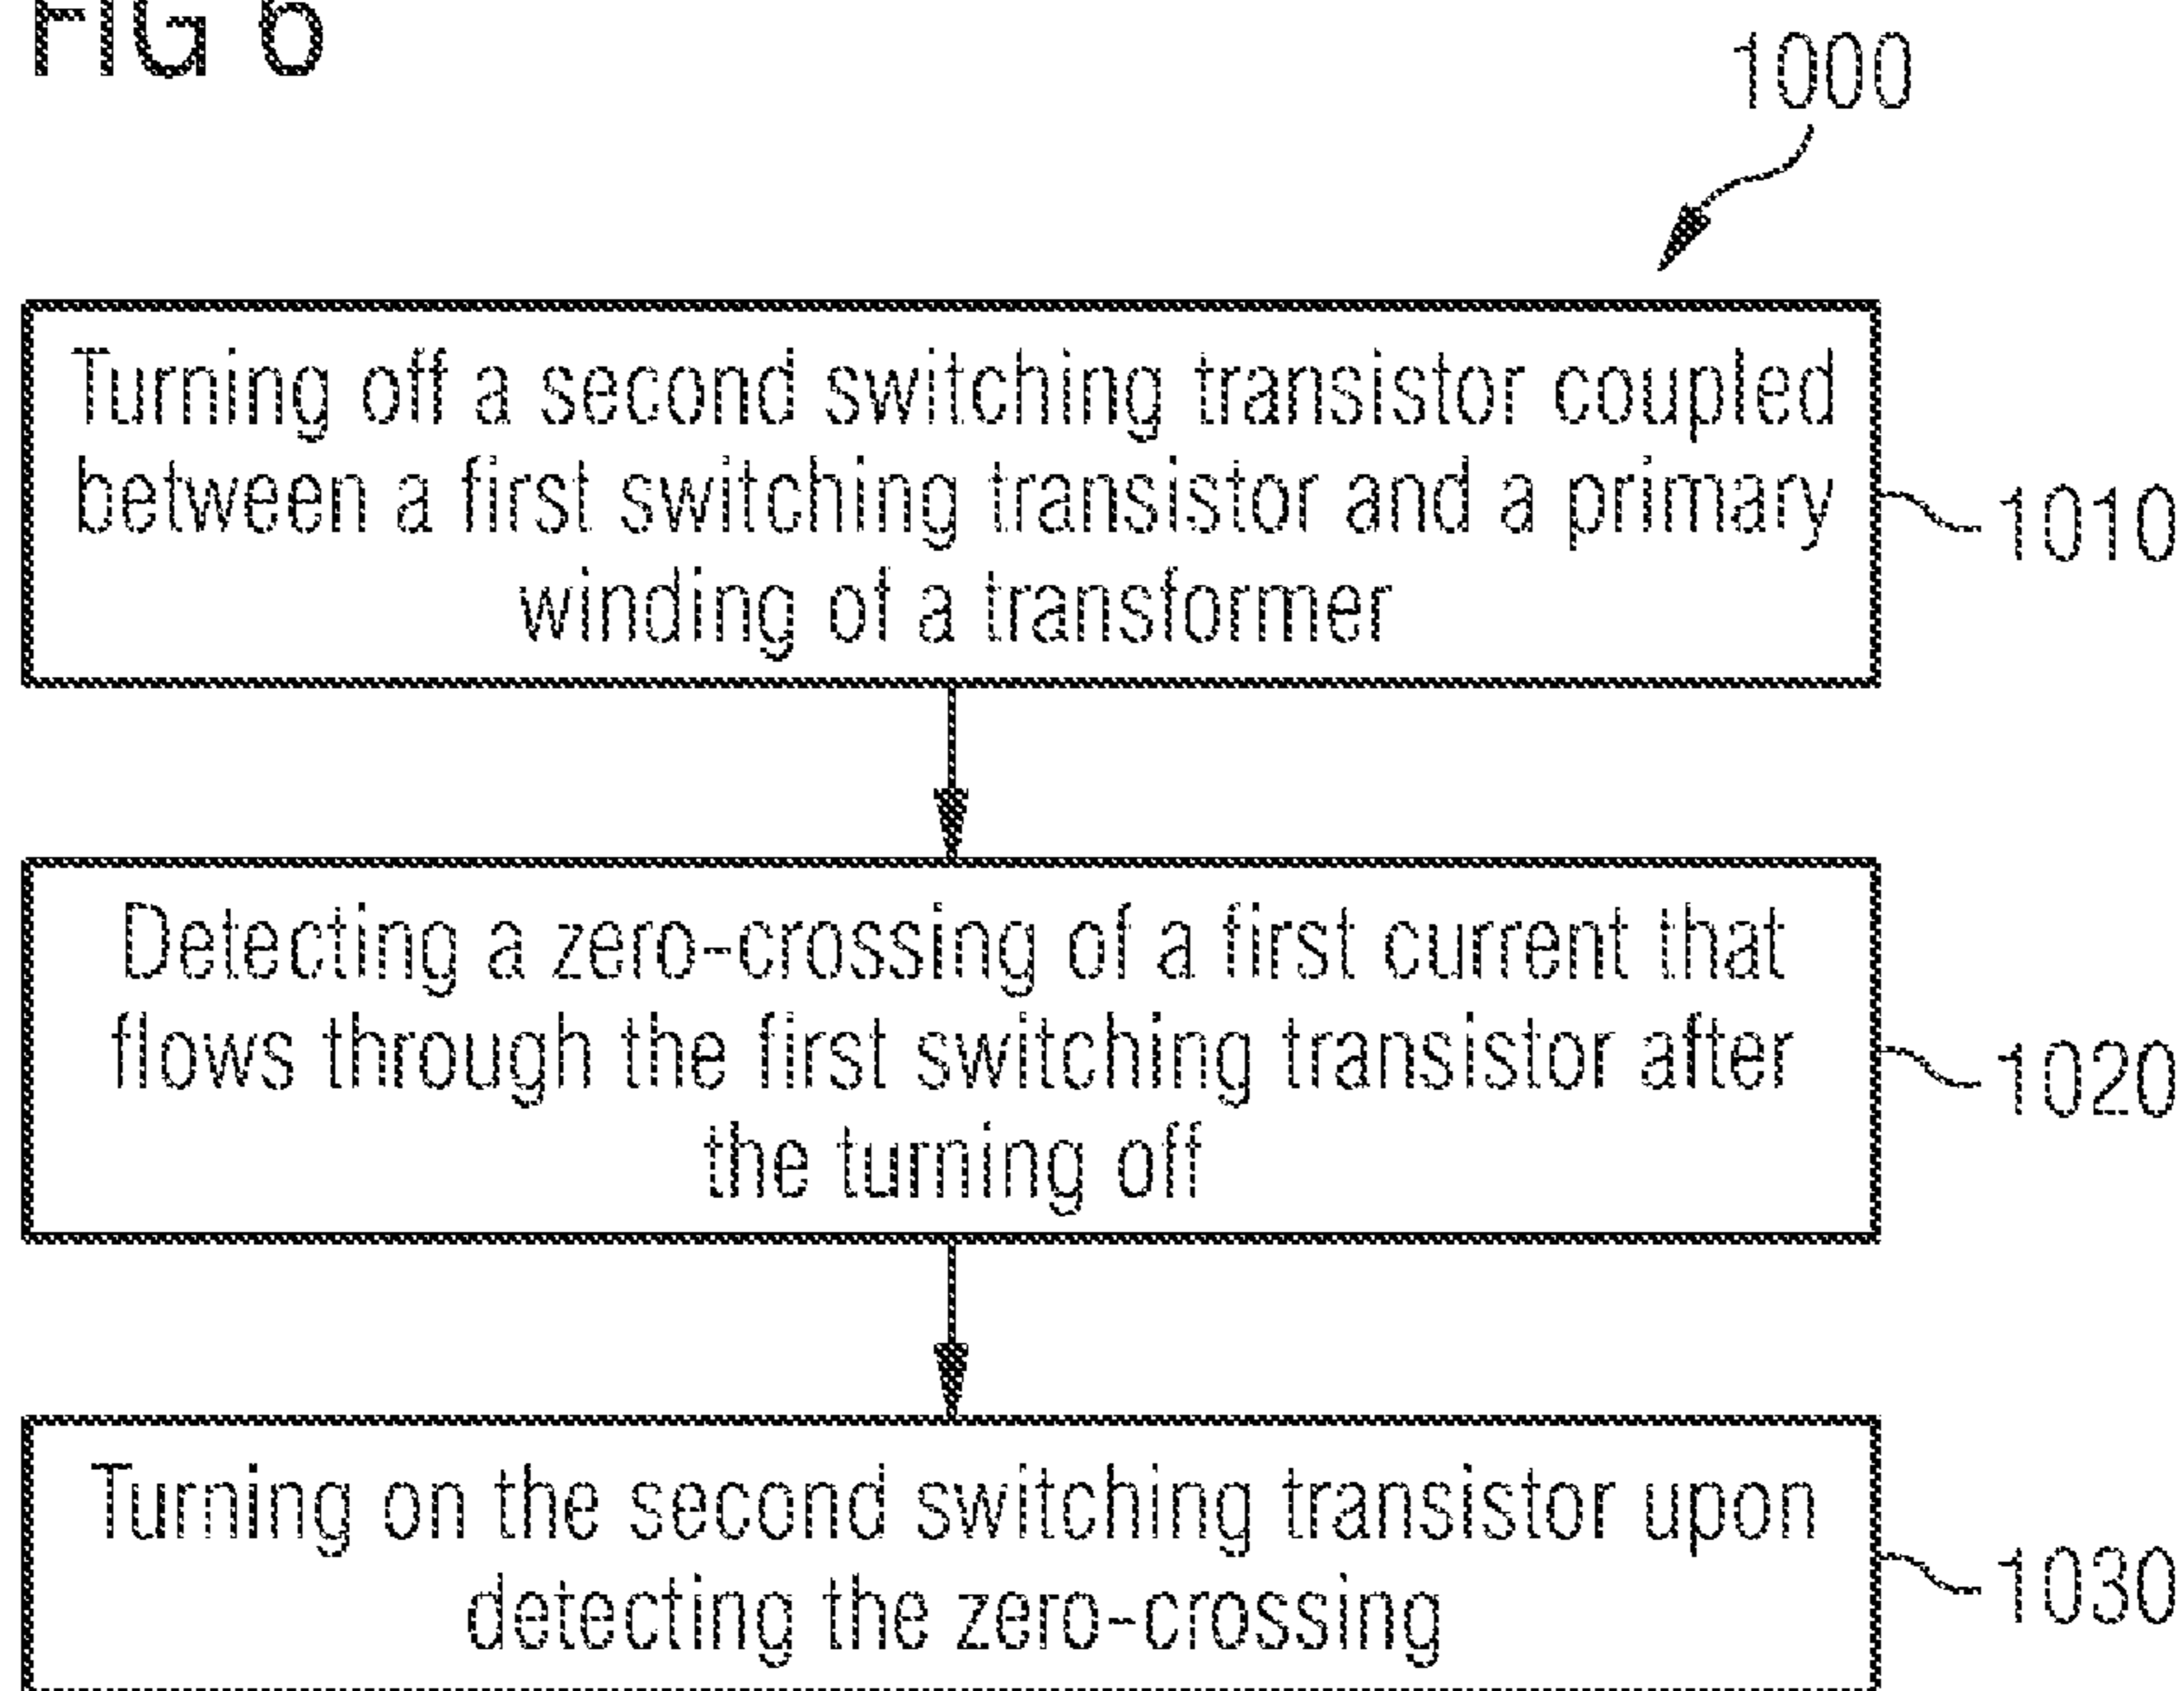 FIG 6
1000
Turning off a second switching transistor coupled
between a first switching transistor and a primary
winding of a transformer
1010
Detecting a zero-crossing of a first current that
flows through the first switching transistor after
the turning off
1020
Turning on the second switching transistor upon
detecting the zero-crossing
1030